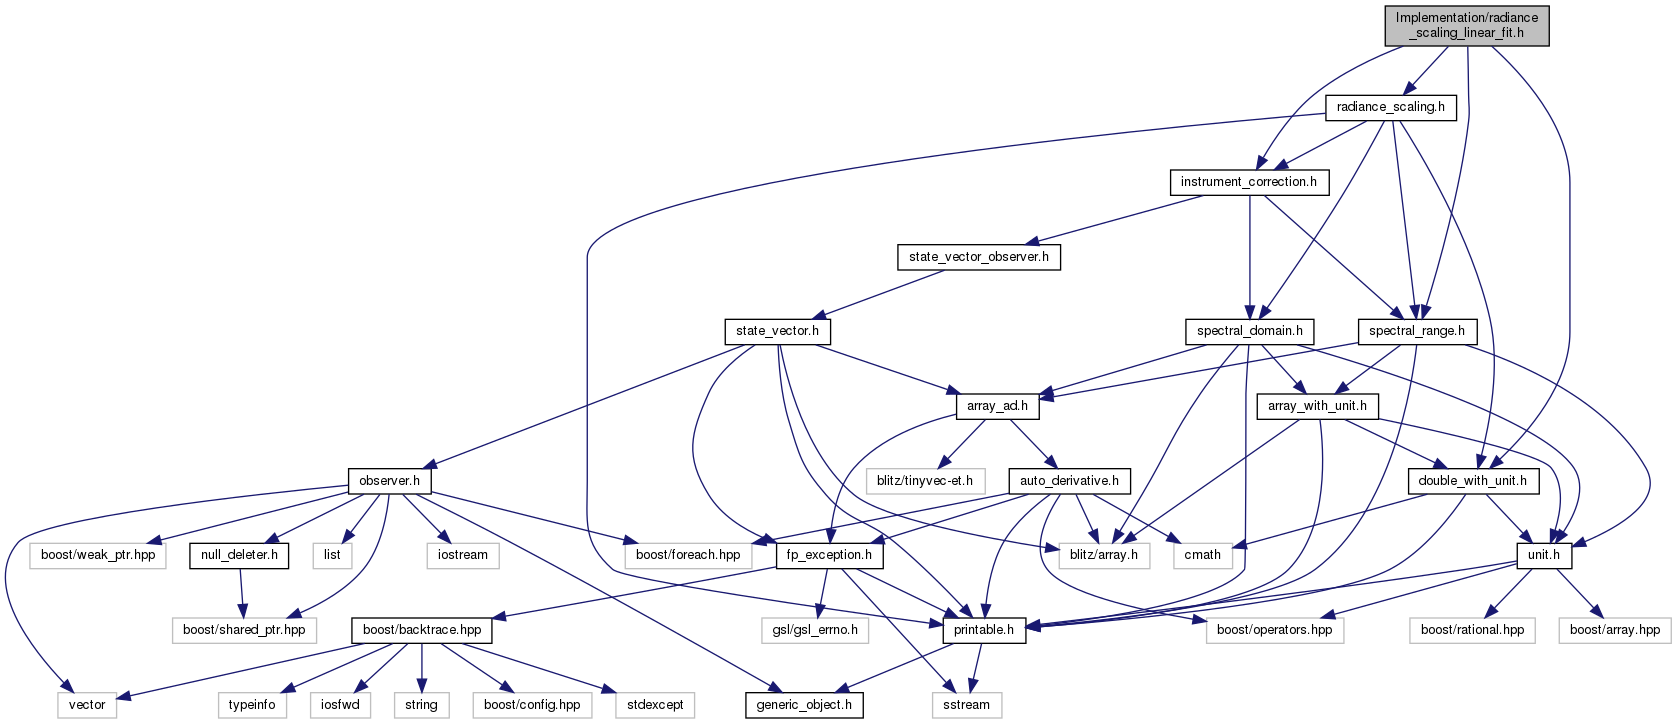 Implementation/radiance
_scaling_linear_fit.h
radiance_scaling.h
instrument_correction.h
state_vector_observer.h
state_vector.h
spectral_domain.h
spectral_range.h
array_ad.h
array_with_unit.h
observer.h
blitz/tinyvec-et.h
auto_derivative.h
double_with_unit.h
boost/weak_ptr.hpp
null_deleter.h
list
iostream
boost/foreach.hpp
fp_exception.h
blitz/array.h
cmath
unit.h
boost/shared_ptr.hpp
boost/backtrace.hpp
gsl/gsl_errno.h
printable.h
boost/operators.hpp
boost/rational.hpp
boost/array.hpp
vector
typeinfo
iosfwd
string
boost/config.hpp
stdexcept
generic_object.h
sstream